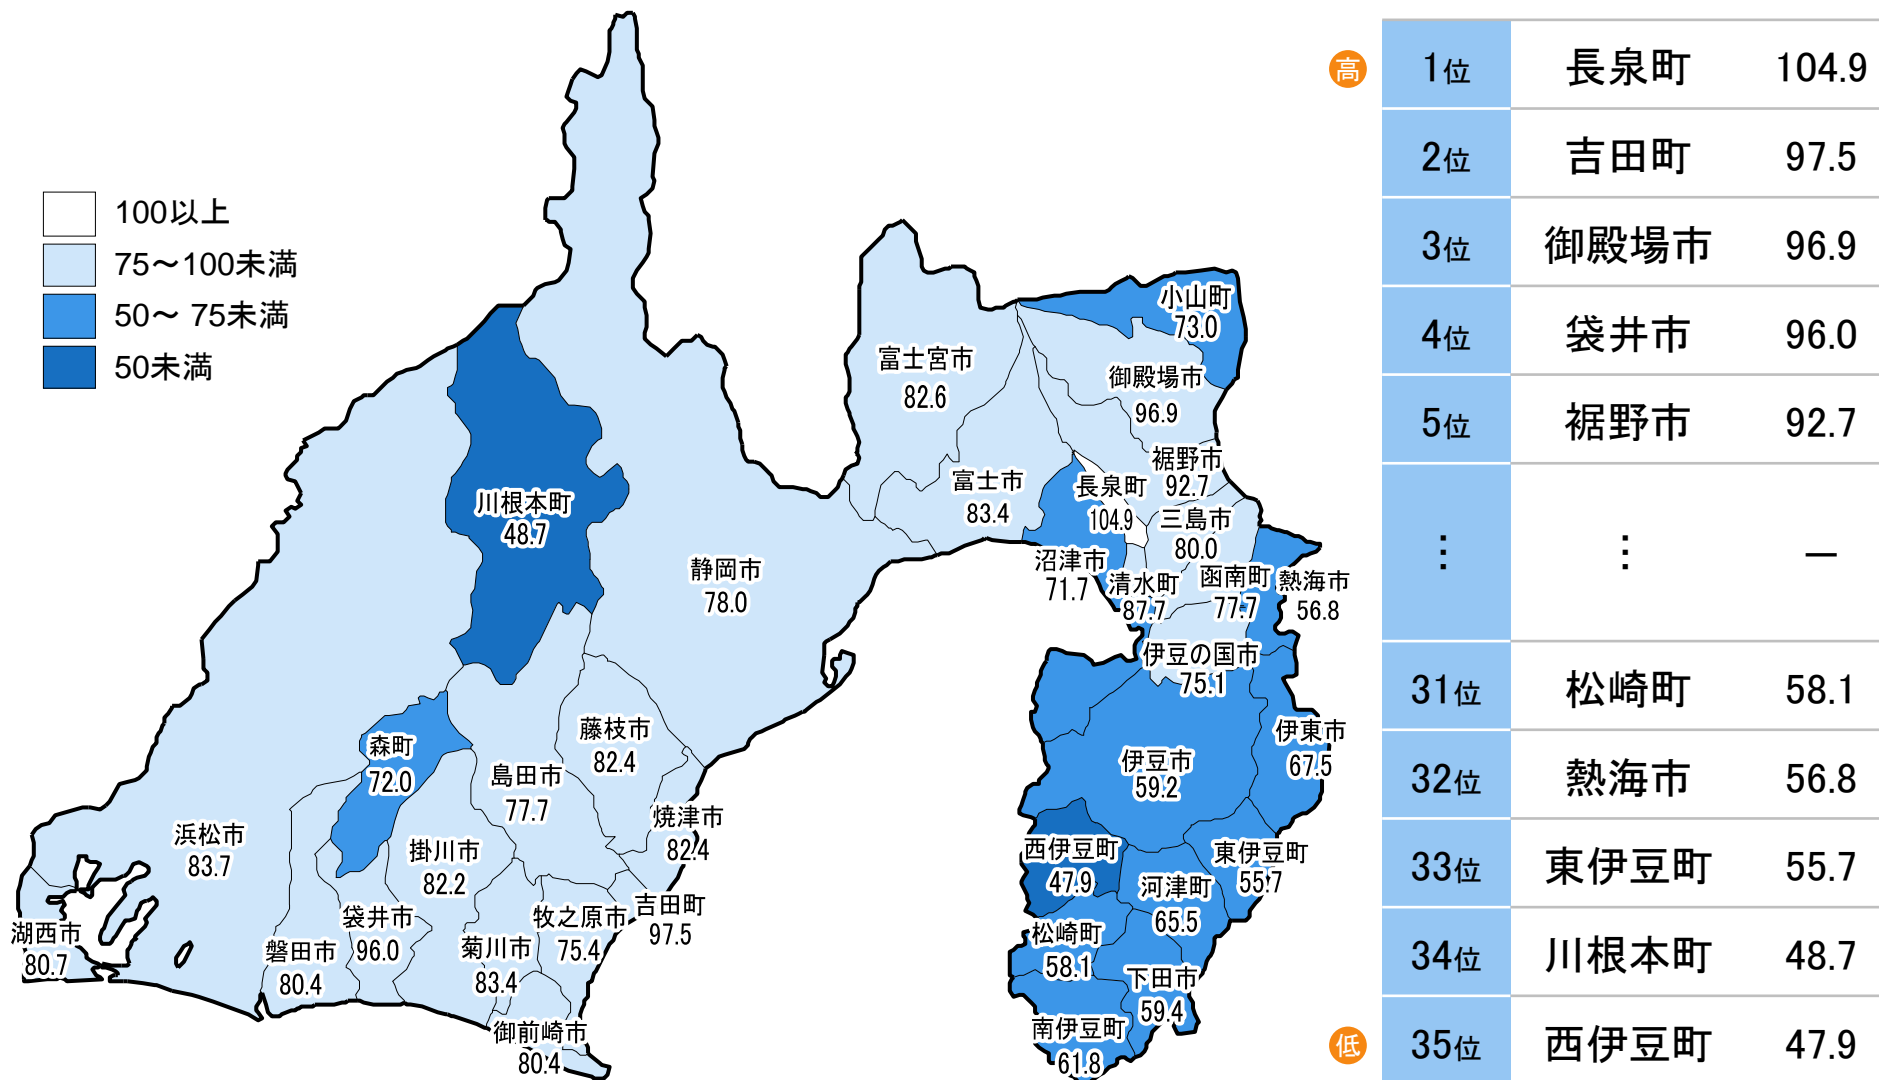 100以上
75～100未満
50～ 75未満
50未満
小山町
73.0
富士宮市
82.6
御殿場市
96.9
裾野市
92.7
富士市
83.4
長泉町
104.9
三島市
80.0
川根本町
48.7
静岡市
78.0
沼津市
71.7
清水町
87.7
函南町
77.7
熱海市
56.8
伊豆の国市
75.1
森町
72.0
藤枝市
82.4
島田市
77.7
伊豆市
59.2
伊東市
67.5
浜松市
83.7
掛川市
82.2
焼津市
82.4
西伊豆町
47.9
東伊豆町
55.7
河津町
65.5
湖西市
80.7
磐田市
80.4
袋井市
96.0
菊川市
83.4
牧之原市
75.4
吉田町
97.5
松崎町
58.1
下田市
59.4
御前崎市
80.4
南伊豆町
61.8
高
1位 長泉町 104.9
2位 吉田町 97.5
3位 御殿場市 96.9
4位 袋井市 96.0
5位 裾野市 92.7
⋮ ⋮ －
31位 松崎町 58.1
32位 熱海市 56.8
33位 東伊豆町 55.7
34位 川根本町 48.7
低
35位 西伊豆町 47.9